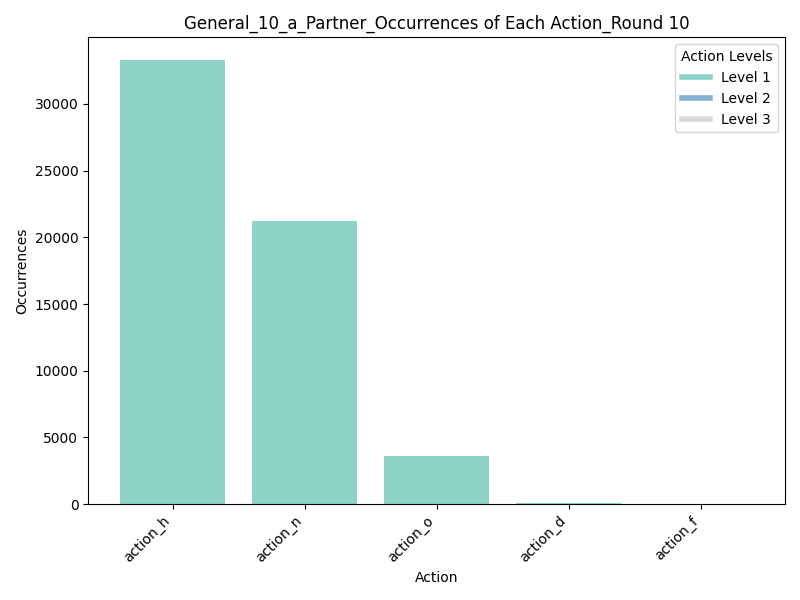 General_10_a_Partner_Occurrences of Each Action_Round 10
Action Levels
Level 1
Level 2
Level 3
Occurrences
30000
25000
20000
15000
10000
5000
0
action_h
action_n
action_o
action_d
action_f
Action